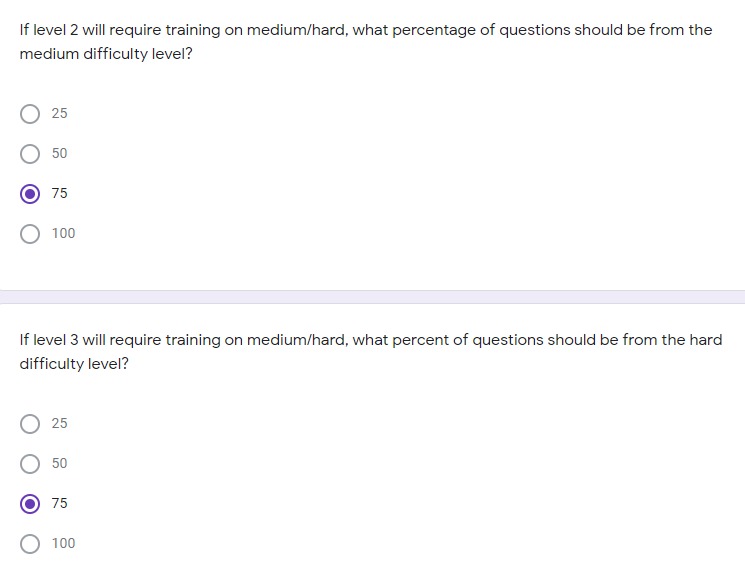 If level 2 will require training on medium/hard, what percentage of questions should be from the
medium difficulty level?
25
50
75
100
If level 3 will require training on medium/hard, what percent of questions should be from the hard
difficulty level?
25
50
75
100